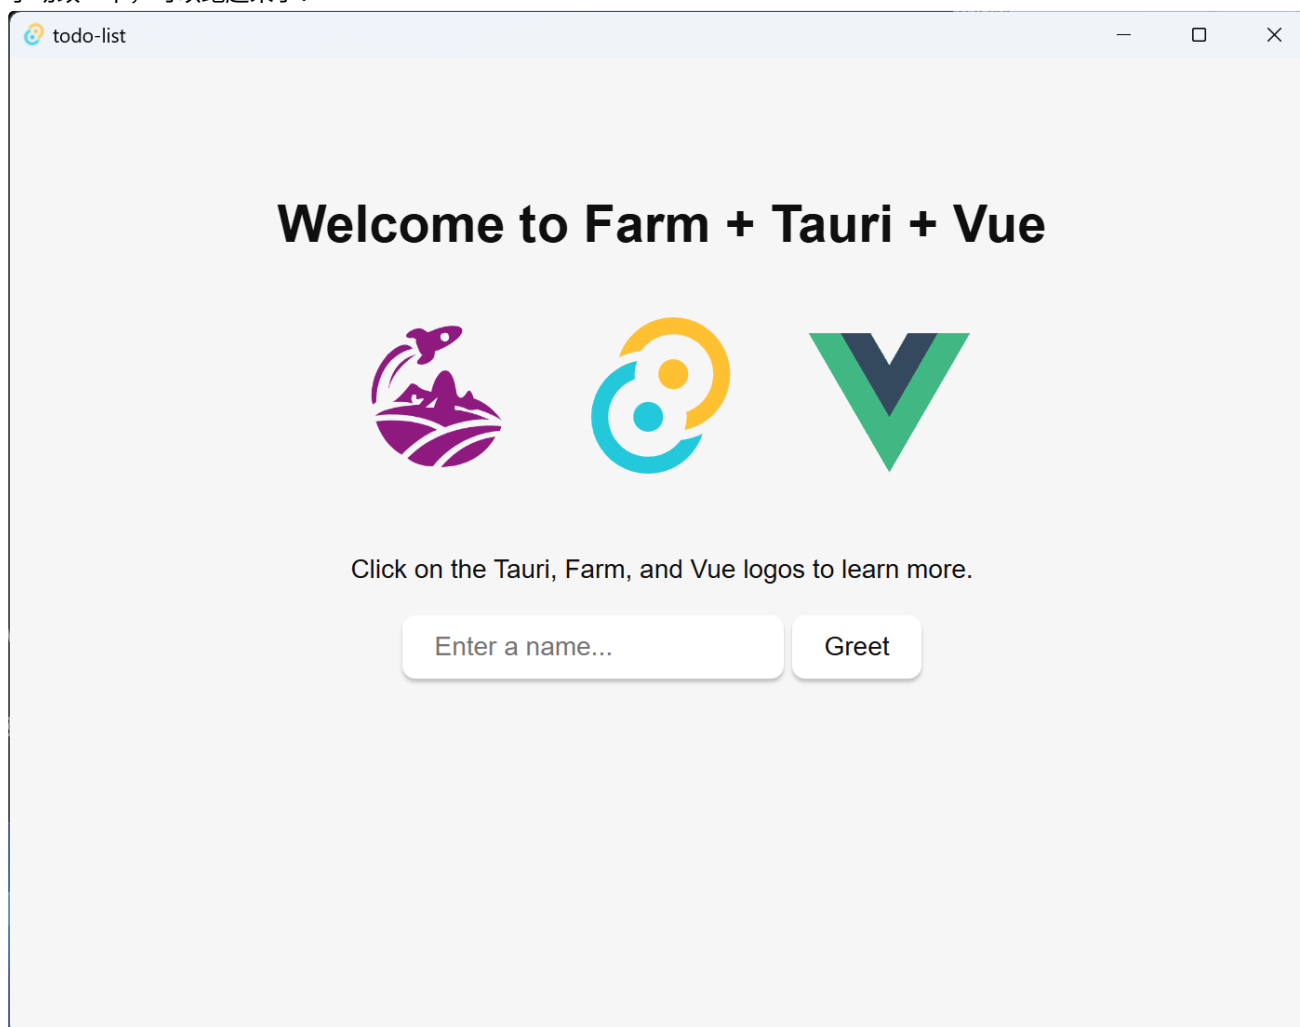 todo-list
Welcome to Farm + Tauri + Vue
Click on the Tauri, Farm, and Vue logos to learn more.
Enter a name...
Greet